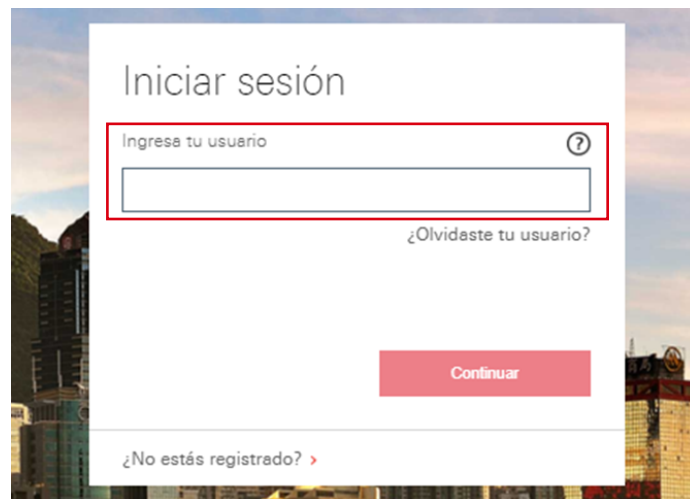 Iniciar sesión
Ingresa tu usuario
?
¿Olvidaste tu usuario?
Continuar
¿No estás registrado? >